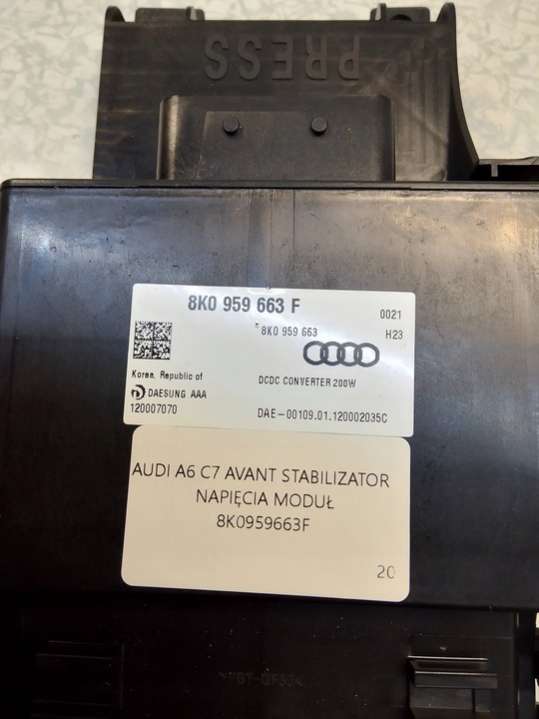 PRESS
8K0 959 663 F
0021
8K0 959 663
H23
Korea, Republic of
DCDC CONVERTER 200W
DAESUNG AAA
120007070
DAE-00109.01.120002035C
AUDI A6 C7 AVANT STABILIZATOR
NAPIĘCIA MODUŁ
8K0959663F
20